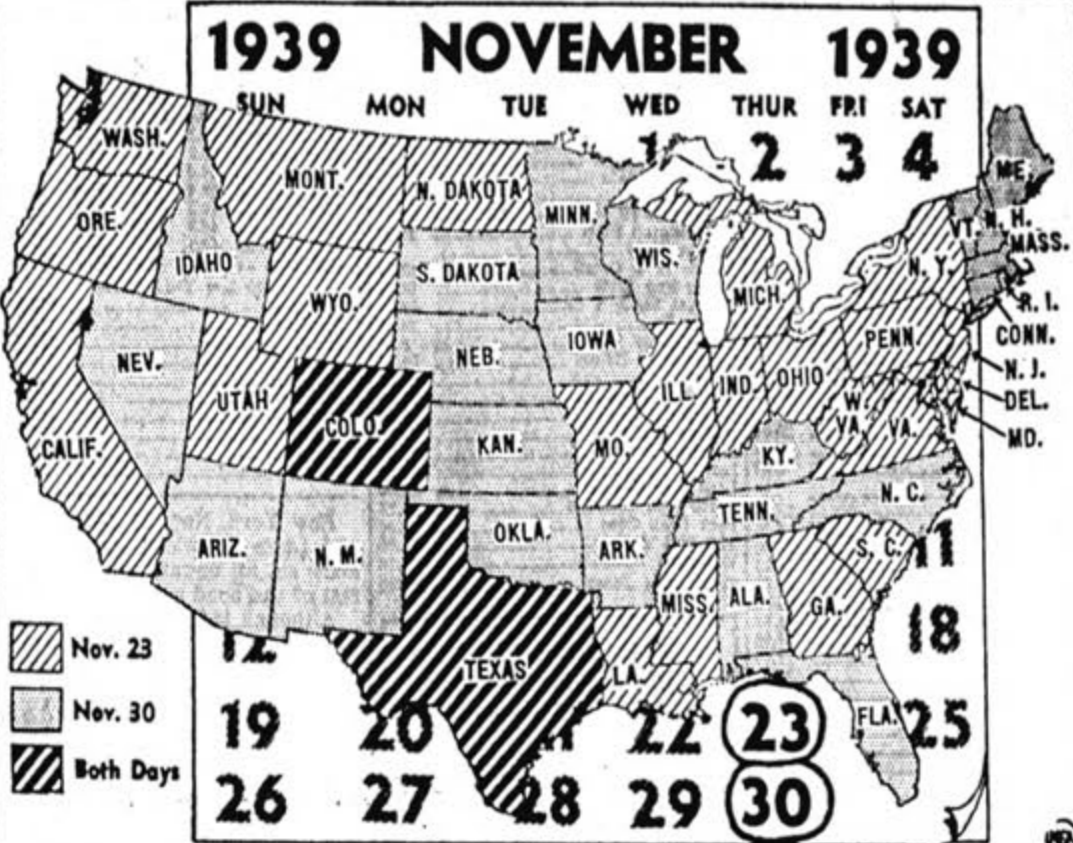 1939 NOVEMBER 1939
SUN MON TUE WED THUR FRI SAT
1 2 3 4
WASH.
MONT.
N. DAKOTA
MINN.
ME.
ORE.
IDAHO
S. DAKOTA
WIS.
VT. N. H.
MASS.
WYO.
MICH.
N. Y.
R. I.
CONN.
NEV.
UTAH
NEB.
IOWA
ILL.
IND.
OHIO
PENN.
N. J.
DEL.
MD.
CALIF.
COLO.
KAN.
MO.
W. VA.
VA.
KY.
ARIZ.
N. M.
OKLA.
ARK.
TENN.
N. C.
S. C.
11
TEXAS
LA.
MISS.
ALA.
GA.
18
12
FLA.
Nov. 23
Nov. 30
Both Days
19 20 21 22 23 25
26 27 28 29 30